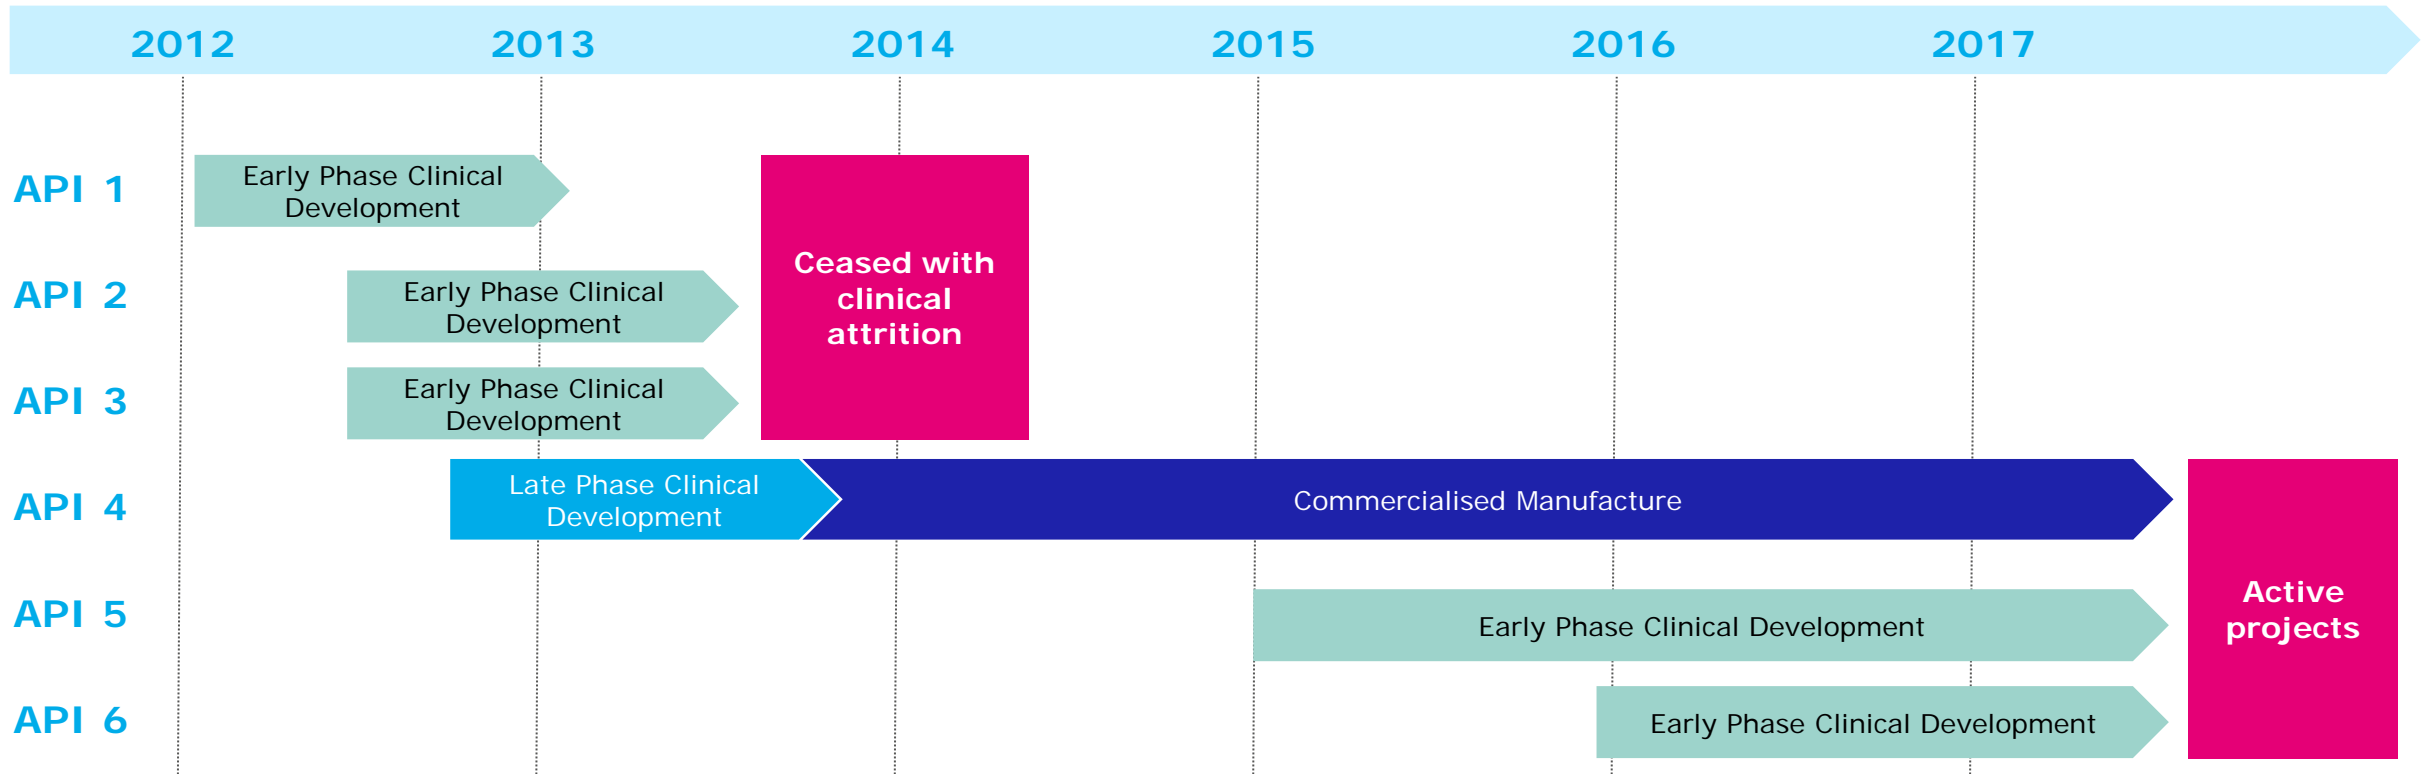 2012 2013 2014 2015 2016 2017
API 1
Early Phase Clinical
Development
API 2
Early Phase Clinical
Development
API 3
Early Phase Clinical
Development
Ceased with
clinical
attrition
API 4
Late Phase Clinical
Development
Commercialised Manufacture
API 5
Early Phase Clinical Development
API 6
Early Phase Clinical Development
Active
projects